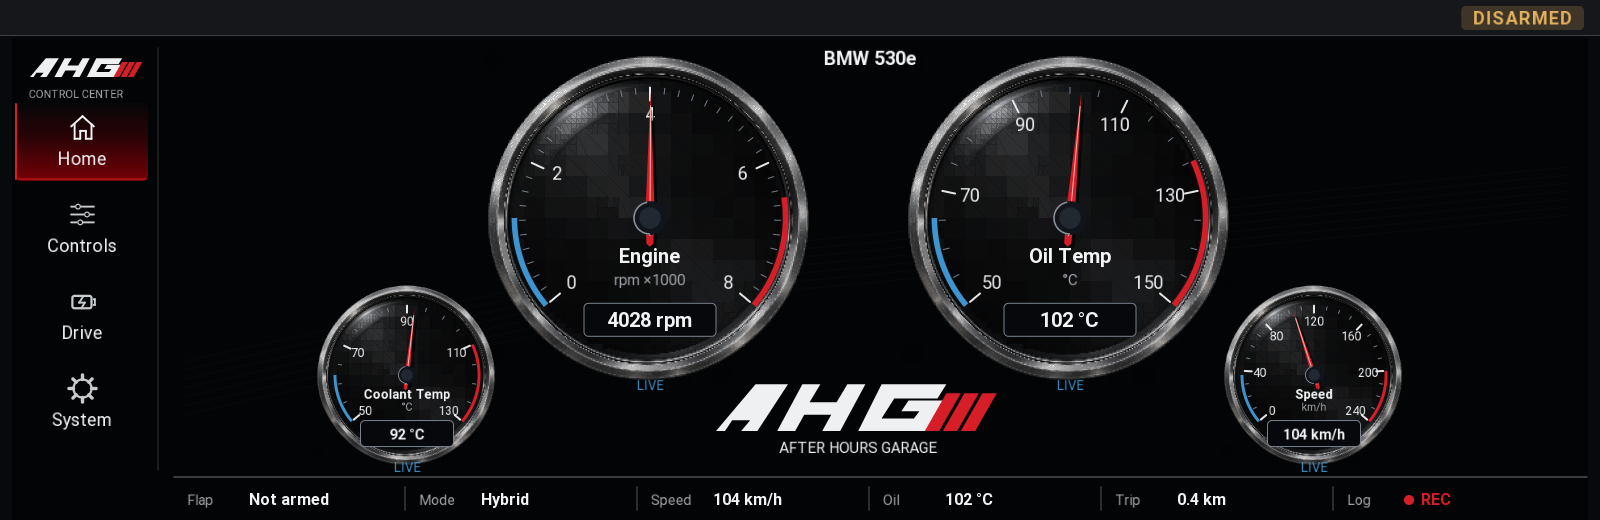 DISARMED
AHG
CONTROL CENTER
Home
Controls
Drive
System
BMW 530e
0
2
4
6
8
Engine
rpm ×1000
4028 rpm
LIVE
50
70
90
110
130
150
Oil Temp
°C
102 °C
LIVE
50
70
90
110
130
Coolant Temp
°C
92 °C
LIVE
0
40
80
120
160
200
240
Speed
km/h
104 km/h
LIVE
AHG
AFTER HOURS GARAGE
Flap Not armed
Mode Hybrid
Speed 104 km/h
Oil 102 °C
Trip 0.4 km
Log REC